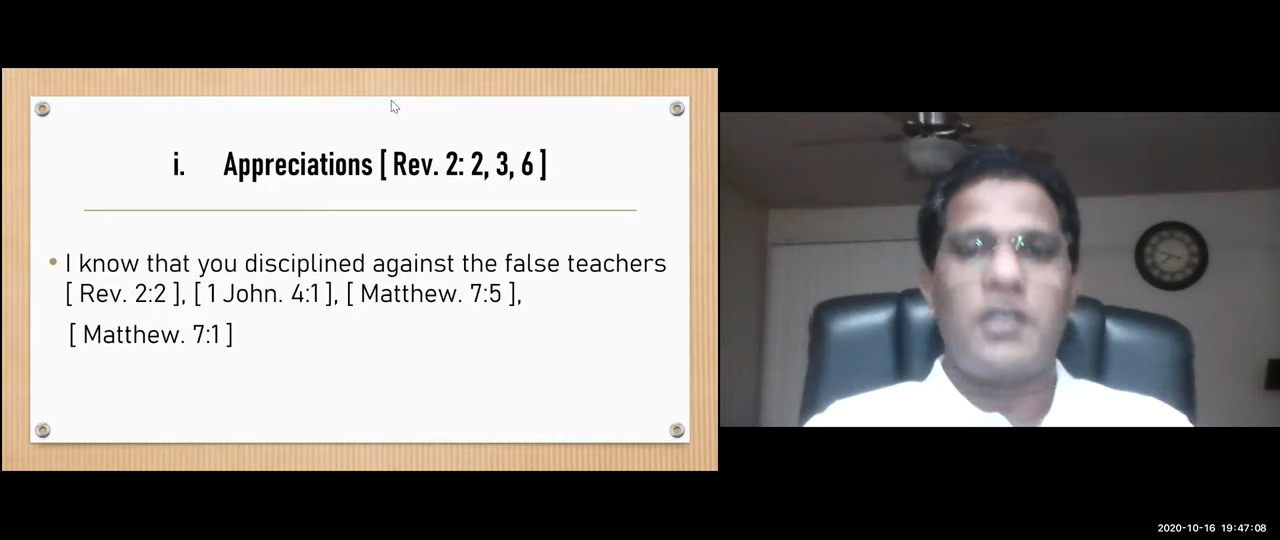 i. Appreciations [ Rev. 2: 2, 3, 6 ]
• I know that you disciplined against the false teachers
[ Rev. 2:2 ], [ 1 John. 4:1 ], [ Matthew. 7:5 ],
[ Matthew. 7:1 ]
2020-10-16 19:47:08